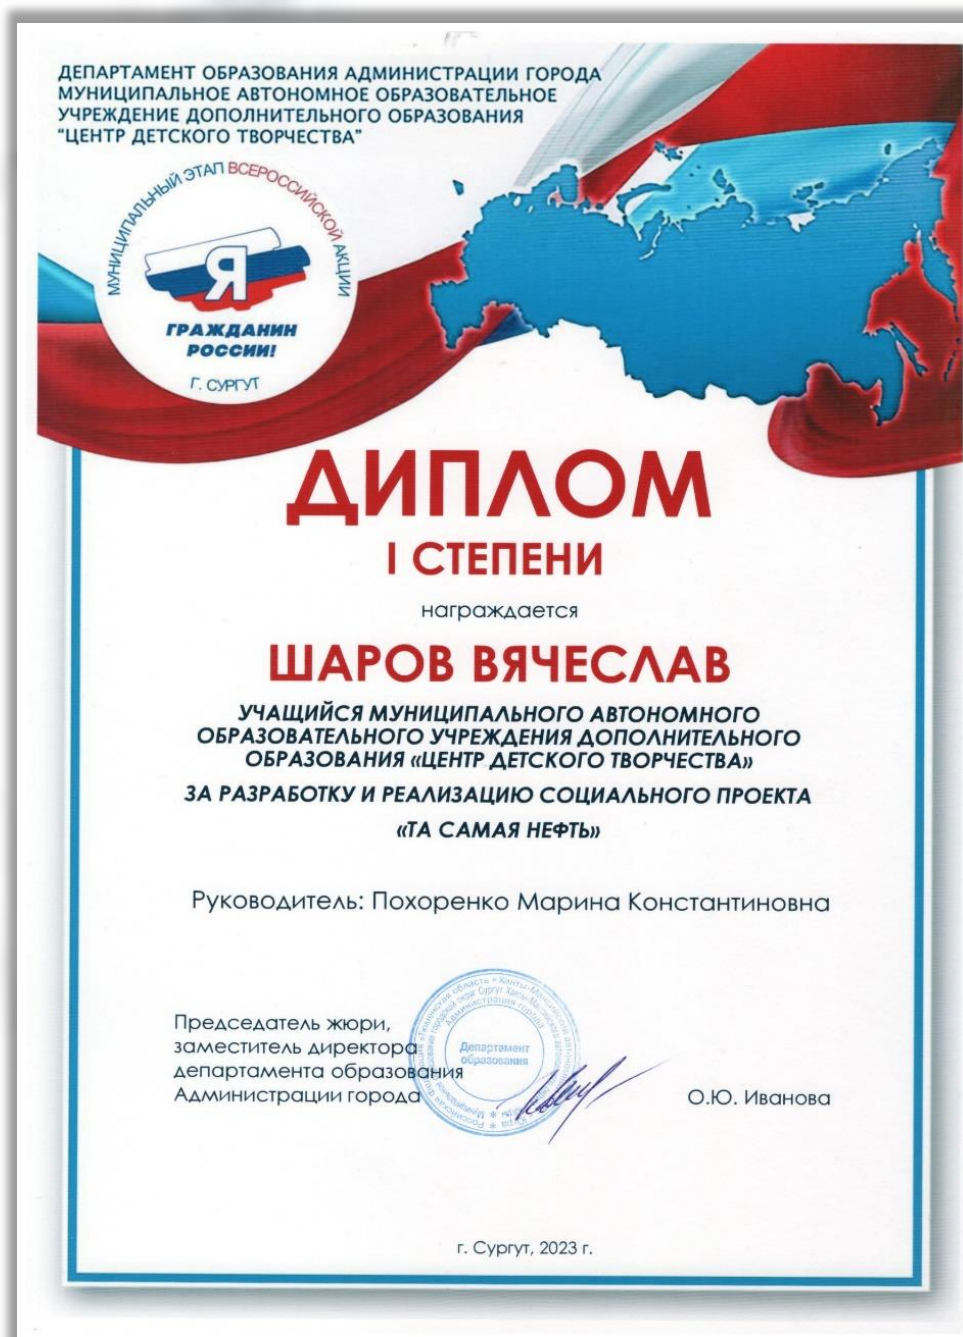 ДЕПАРТАМЕНТ ОБРАЗОВАНИЯ АДМИНИСТРАЦИИ ГОРОДА
МУНИЦИПАЛЬНОЕ АВТОНОМНОЕ ОБРАЗОВАТЕЛЬНОЕ
УЧРЕЖДЕНИЕ ДОПОЛНИТЕЛЬНОГО ОБРАЗОВАНИЯ
"ЦЕНТР ДЕТСКОГО ТВОРЧЕСТВА"
МУНИЦИПАЛЬНЫЙ ЭТАП ВСЕРОССИЙСКОЙ АКЦИИ
Я
ГРАЖДАНИН
РОССИИ!
Г. СУРГУТ
ДИПЛОМ
I СТЕПЕНИ
награждается
ШАРОВ ВЯЧЕСЛАВ
УЧАЩИЙСЯ МУНИЦИПАЛЬНОГО АВТОНОМНОГО
ОБРАЗОВАТЕЛЬНОГО УЧРЕЖДЕНИЯ ДОПОЛНИТЕЛЬНОГО
ОБРАЗОВАНИЯ «ЦЕНТР ДЕТСКОГО ТВОРЧЕСТВА»
ЗА РАЗРАБОТКУ И РЕАЛИЗАЦИЮ СОЦИАЛЬНОГО ПРОЕКТА
«ТА САМАЯ НЕФТЬ»
Руководитель: Похоренко Марина Константиновна
Председатель жюри,
заместитель директора
департамента образования
Администрации города
Департамент
образования
Администрация города
О.Ю. Иванова
г. Сургут, 2023 г.